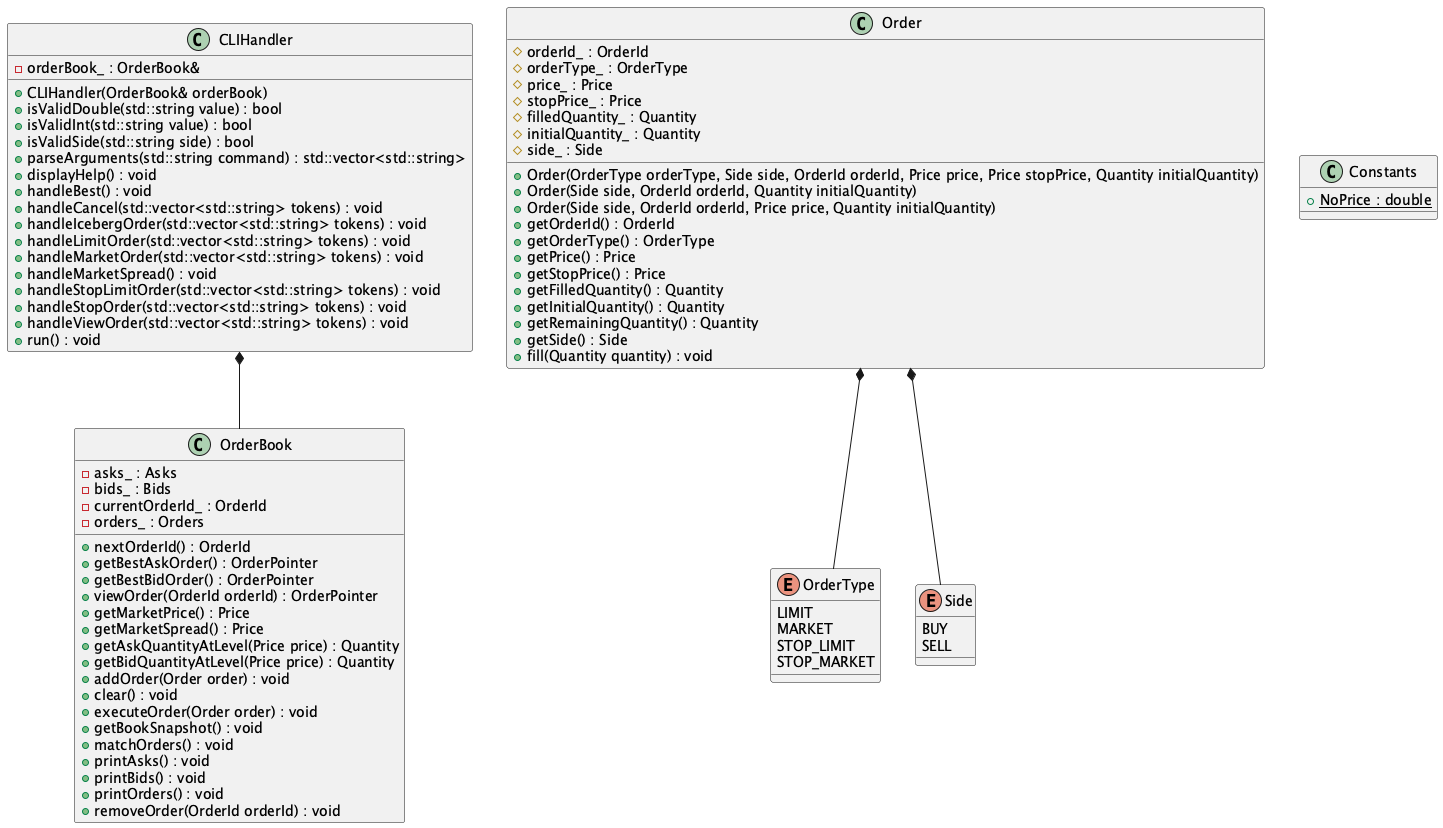 C CLIHandler
orderBook_ : OrderBook&
CLIHandler(OrderBook& orderBook)
isValidDouble(std::string value) : bool
isValidInt(std::string value) : bool
isValidSide(std::string side) : bool
parseArguments(std::string command) : std::vector<std::string>
displayHelp() : void
handleBest() : void
handleCancel(std::vector<std::string> tokens) : void
handleIcebergOrder(std::vector<std::string> tokens) : void
handleLimitOrder(std::vector<std::string> tokens) : void
handleMarketOrder(std::vector<std::string> tokens) : void
handleMarketSpread() : void
handleStopLimitOrder(std::vector<std::string> tokens) : void
handleStopOrder(std::vector<std::string> tokens) : void
handleViewOrder(std::vector<std::string> tokens) : void
run() : void
C Order
orderId_ : OrderId
orderType_ : OrderType
price_ : Price
stopPrice_ : Price
filledQuantity_ : Quantity
initialQuantity_ : Quantity
side_ : Side
Order(OrderType orderType, Side side, OrderId orderId, Price price, Price stopPrice, Quantity initialQuantity)
Order(Side side, OrderId orderId, Quantity initialQuantity)
Order(Side side, OrderId orderId, Price price, Quantity initialQuantity)
getOrderId() : OrderId
getOrderType() : OrderType
getPrice() : Price
getStopPrice() : Price
getFilledQuantity() : Quantity
getInitialQuantity() : Quantity
getRemainingQuantity() : Quantity
getSide() : Side
fill(Quantity quantity) : void
C Constants
NoPrice : double
C OrderBook
asks_ : Asks
bids_ : Bids
currentOrderId_ : OrderId
orders_ : Orders
nextOrderId() : OrderId
getBestAskOrder() : OrderPointer
getBestBidOrder() : OrderPointer
viewOrder(OrderId orderId) : OrderPointer
getMarketPrice() : Price
getMarketSpread() : Price
getAskQuantityAtLevel(Price price) : Quantity
getBidQuantityAtLevel(Price price) : Quantity
addOrder(Order order) : void
clear() : void
executeOrder(Order order) : void
getBookSnapshot() : void
matchOrders() : void
printAsks() : void
printBids() : void
printOrders() : void
removeOrder(OrderId orderId) : void
E OrderType
LIMIT
MARKET
STOP_LIMIT
STOP_MARKET
E Side
BUY
SELL